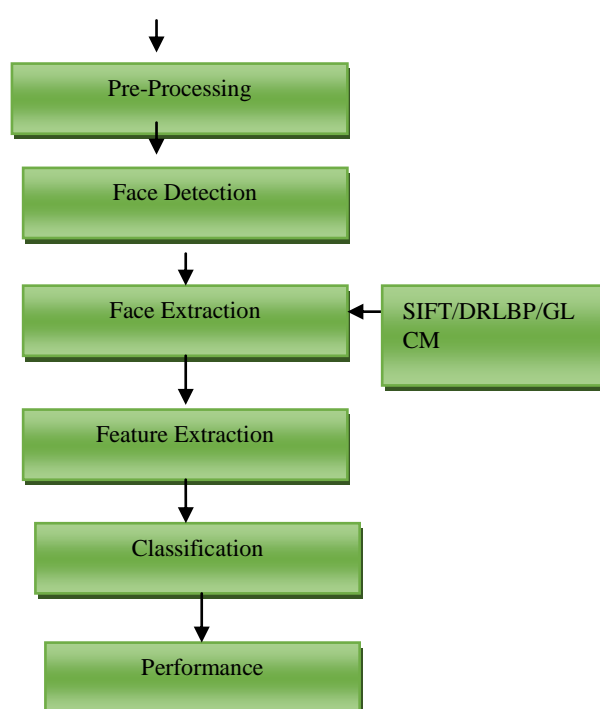 Pre-Processing
Face Detection
Face Extraction
SIFT/DRLBP/GL
CM
Feature Extraction
Classification
Performance